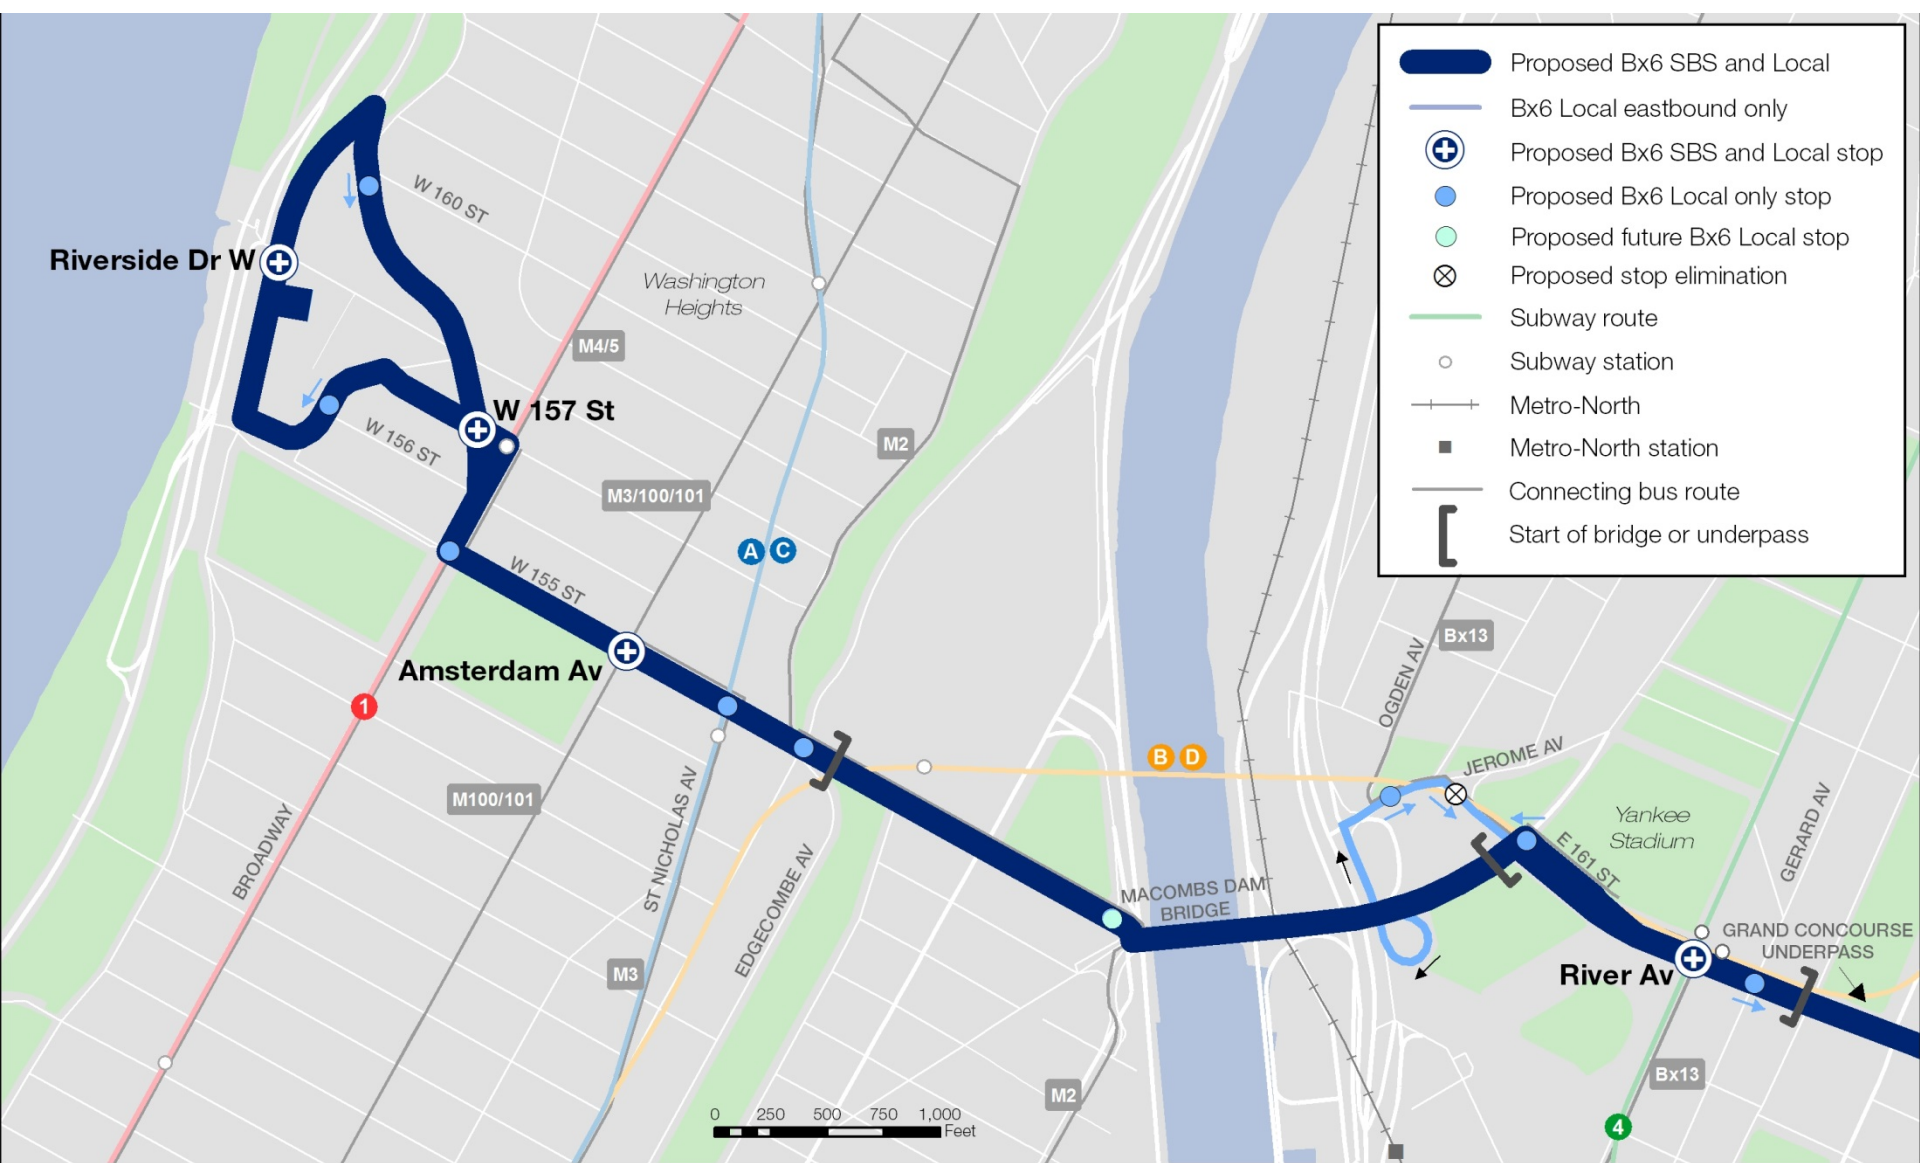 Proposed Bx6 SBS and Local
Bx6 Local eastbound only
Proposed Bx6 SBS and Local stop
Proposed Bx6 Local only stop
Proposed future Bx6 Local stop
Proposed stop elimination
Subway route
Subway station
Metro-North
Metro-North station
Connecting bus route
Start of bridge or underpass
W 160 ST
Riverside Dr W
Washington
Heights
M4/5
W 157 St
W 156 ST
M2
M3/100/101
A C
W 155 ST
Bx13
OGDEN AV
Amsterdam Av
1
B D
JEROME AV
M100/101
BROADWAY
ST NICHOLAS AV
EDGECOMBE AV
Yankee
Stadium
GERARD AV
E 161 ST
MACOMBS DAM
BRIDGE
GRAND CONCOURSE
UNDERPASS
River Av
M3
Bx13
M2
0 250 500 750 1,000
Feet
4